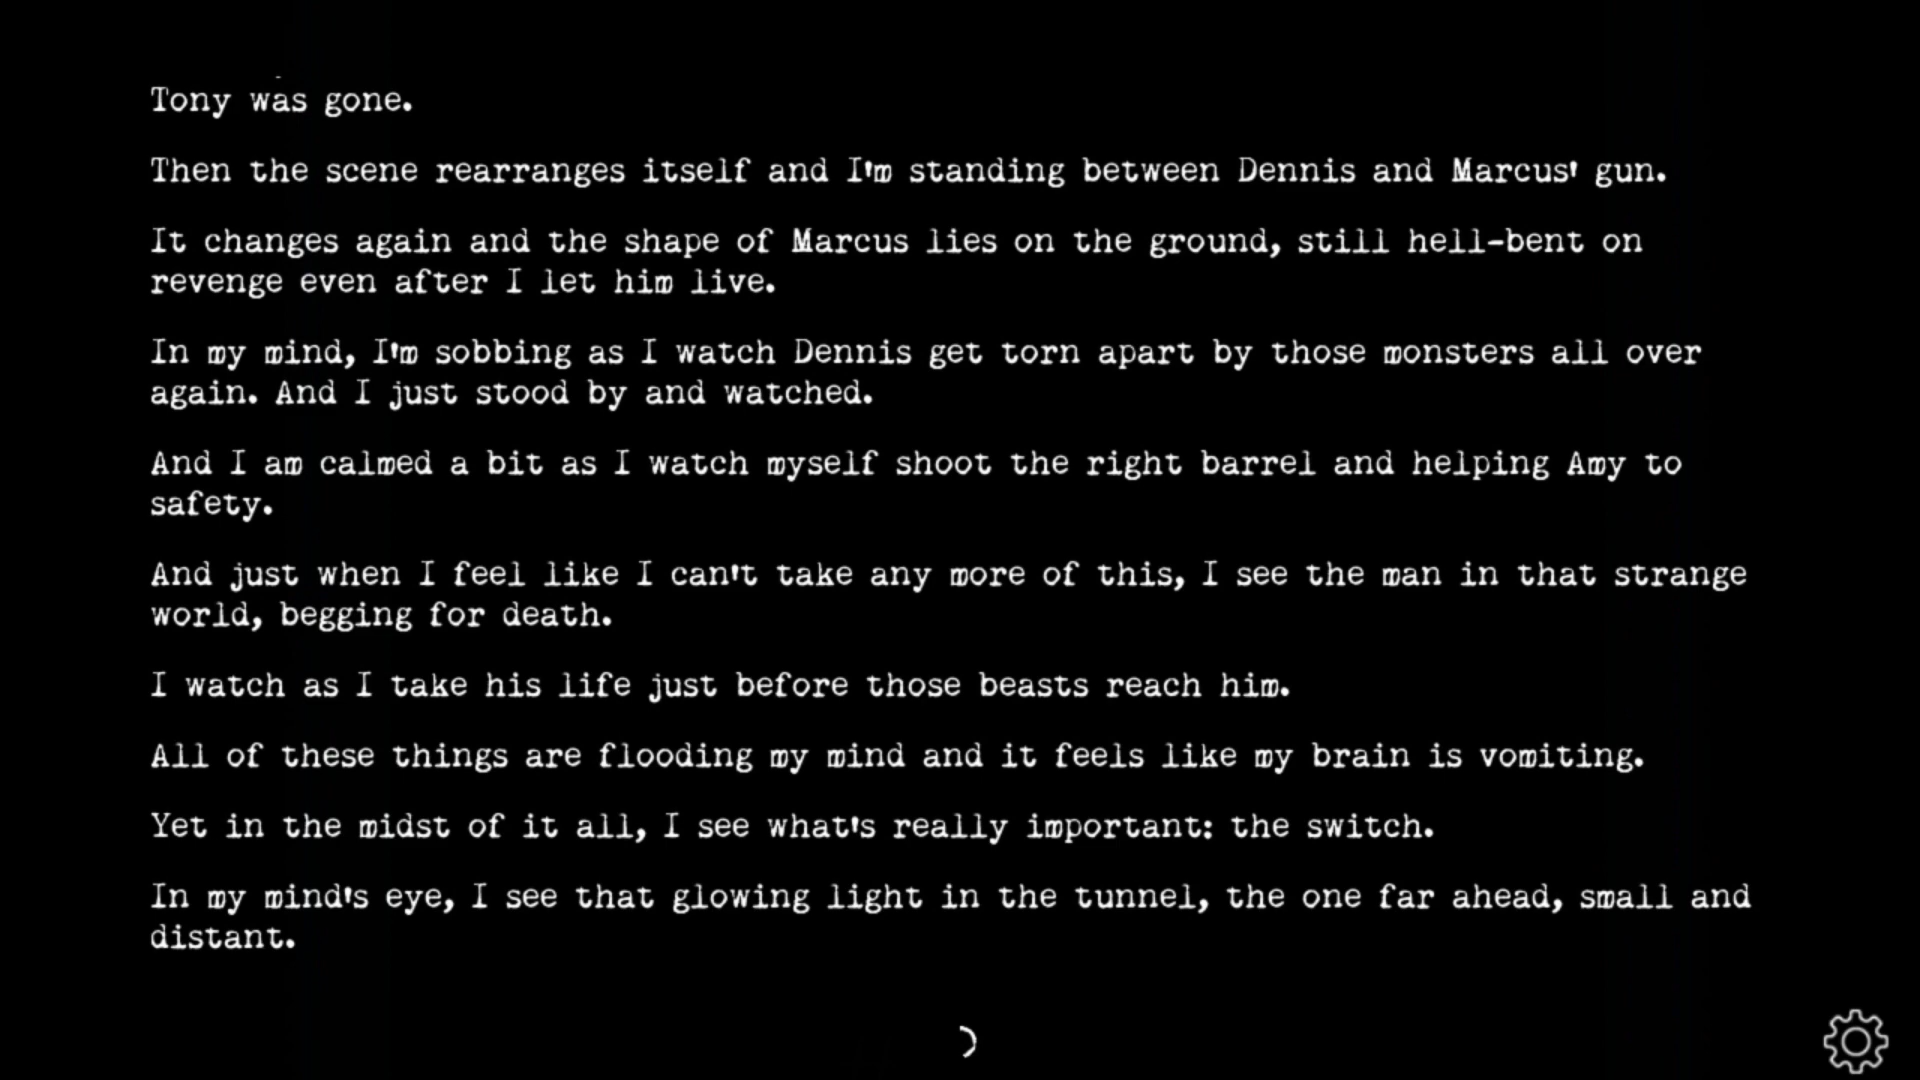 Tony was gone.
Then the scene rearranges itself and I'm standing between Dennis and Marcus' gun.
It changes again and the shape of Marcus lies on the ground, still hell-bent on
revenge even after I let him live.
In my mind, I'm sobbing as I watch Dennis get torn apart by those monsters all over
again. And I just stood by and watched.
And I am calmed a bit as I watch myself shoot the right barrel and helping Amy to
safety.
And just when I feel like I can't take any more of this, I see the man in that strange
world, begging for death.
I watch as I take his life just before those beasts reach him.
All of these things are flooding my mind and it feels like my brain is vomiting.
Yet in the midst of it all, I see what's really important: the switch.
In my mind's eye, I see that glowing light in the tunnel, the one far ahead, small and
distant.